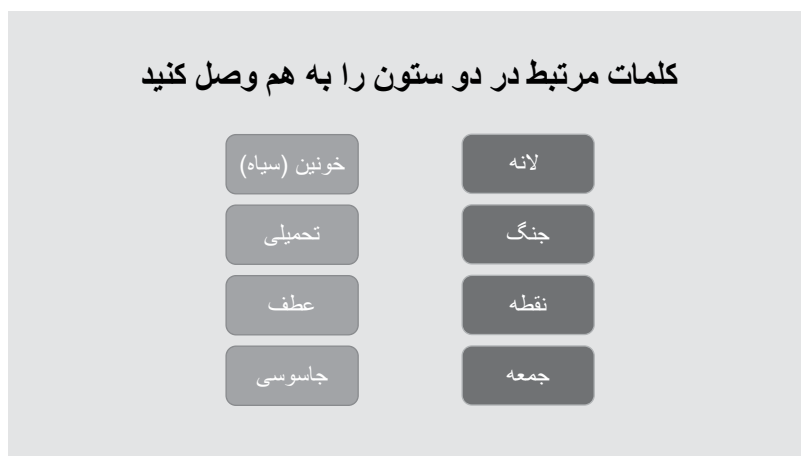 کلمات مرتبط در دو ستون را به هم وصل کنید
لانه
خونین (سیاه)
جنگ
تحمیلی
نقطه
عطف
جمعه
جاسوسی